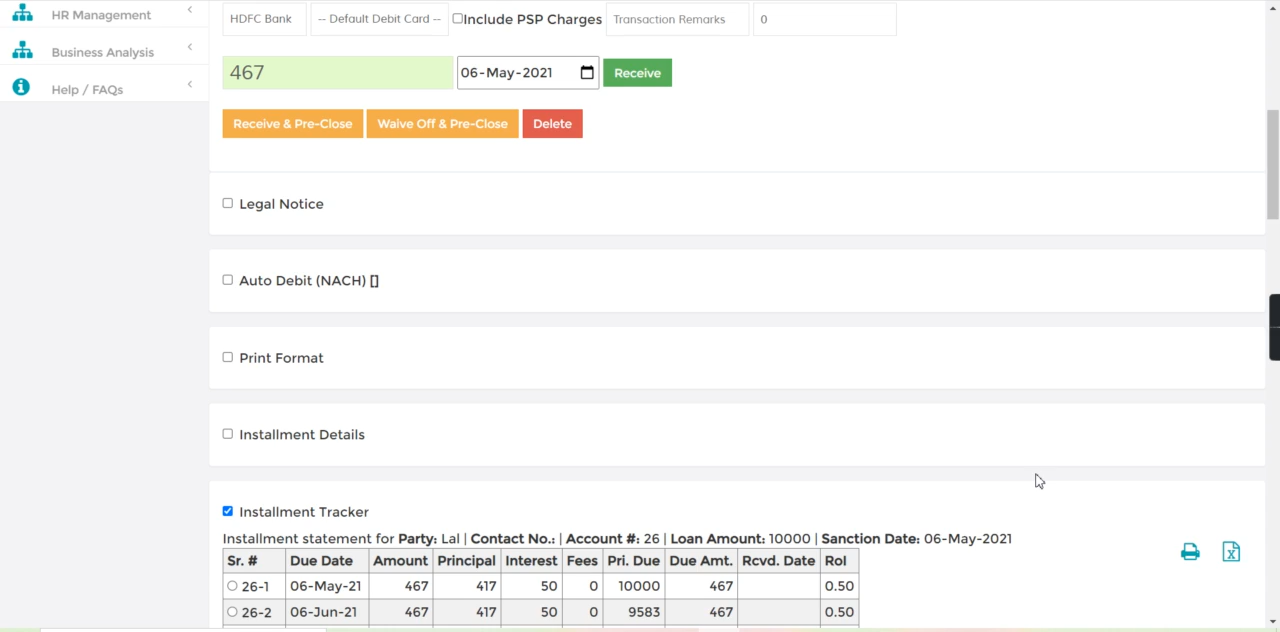 HR Management
Business Analysis
Help / FAQs
HDFC Bank -- Default Debit Card -- Include PSP Charges Transaction Remarks 0
467 06-May-2021 Receive
Receive & Pre-Close Waive Off & Pre-Close Delete
Legal Notice
Auto Debit (NACH) []
Print Format
Installment Details
Installment Tracker
Installment statement for Party: Lal | Contact No.: | Account #: 26 | Loan Amount: 10000 | Sanction Date: 06-May-2021
Sr. # Due Date Amount Principal Interest Fees Pri. Due Due Amt. Rcvd. Date RoI
26-1 06-May-21 467 417 50 0 10000 467 0.50
26-2 06-Jun-21 467 417 50 0 9583 467 0.50